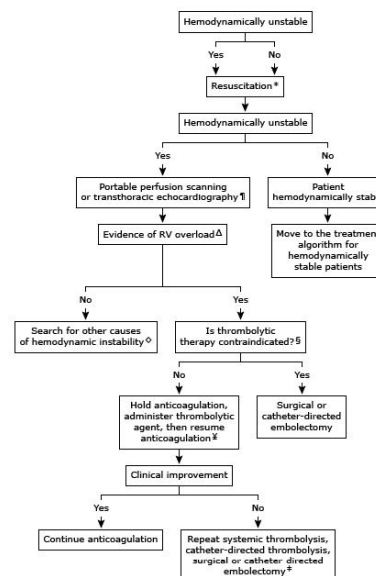 Hemodynamically unstable
Yes
No
Resuscitation*
Hemodynamically unstable
Yes
No
Portable perfusion scanning
or transthoracic echocardiography¶
Patient
hemodynamically stab
Evidence of RV overloadΔ
Move to the treatment
algorithm for
hemodynamically
stable patients
No
Yes
Search for other causes
of hemodynamic instability◇
Is thrombolytic
therapy contraindicated?§
No
Yes
Hold anticoagulation,
administer thrombolytic
agent, then resume
anticoagulation¥
Surgical or
catheter-directed
embolectomy
Clinical improvement
Yes
No
Continue anticoagulation
Repeat systemic thrombolysis,
catheter-directed thrombolysis,
surgical or catheter directed
embolectomy‡